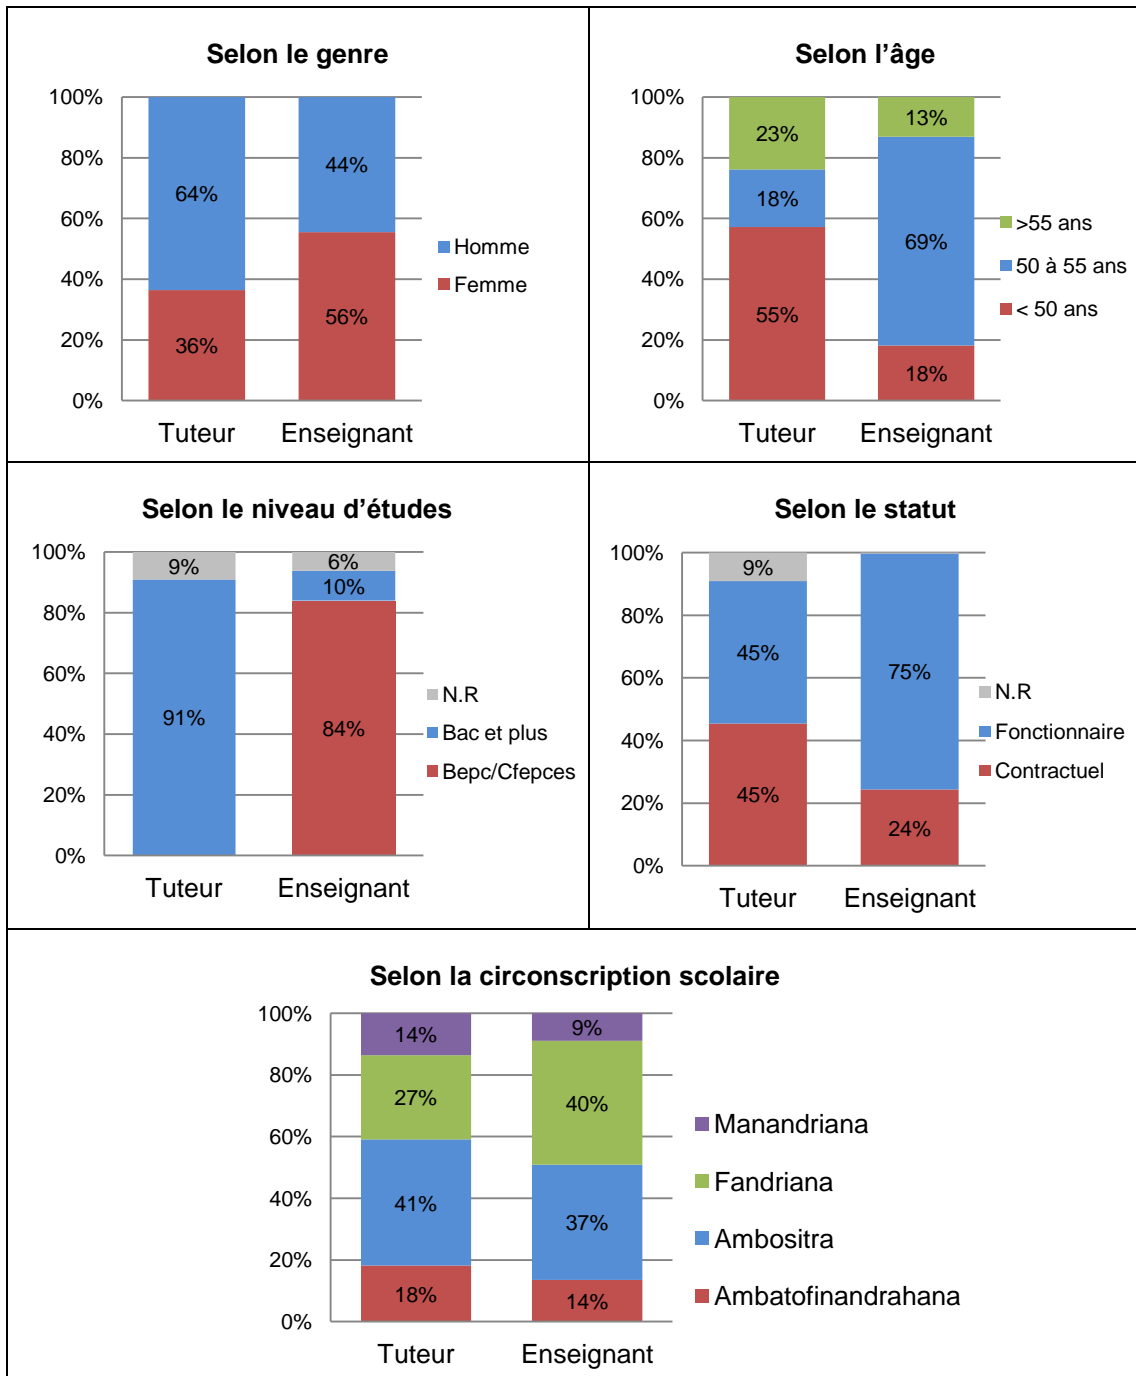 Selon le genre
100%
80%
60%
40%
20%
0%
64%
36%
44%
56%
Tuteur
Enseignant
Homme
Femme
Selon l'âge
100%
80%
60%
40%
20%
0%
23%
18%
55%
13%
69%
18%
Tuteur
Enseignant
>55 ans
50 à 55 ans
< 50 ans
Selon le niveau d'études
100%
80%
60%
40%
20%
0%
9%
91%
6%
10%
84%
Tuteur
Enseignant
N.R
Bac et plus
Bepc/Cfepces
Selon le statut
100%
80%
60%
40%
20%
0%
9%
45%
45%
75%
24%
Tuteur
Enseignant
N.R
Fonctionnaire
Contractuel
Selon la circonscription scolaire
100%
80%
60%
40%
20%
0%
14%
27%
41%
18%
9%
40%
37%
14%
Tuteur
Enseignant
Manandriana
Fandriana
Ambositra
Ambatofinandrahana